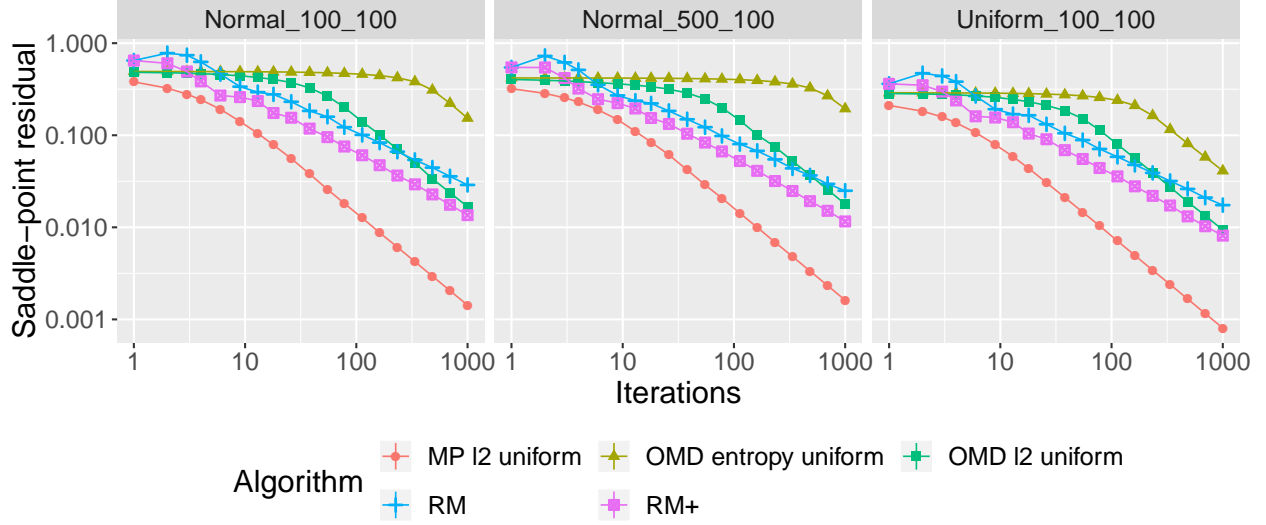 Normal_100_100 Normal_500_100 Uniform_100_100
Saddle−point residual
1.000
0.100
0.010
0.001
1 10 100 1000 1 10 100 1000 1 10 100 1000
Iterations
Algorithm
MP l2 uniform OMD entropy uniform OMD l2 uniform
RM RM+